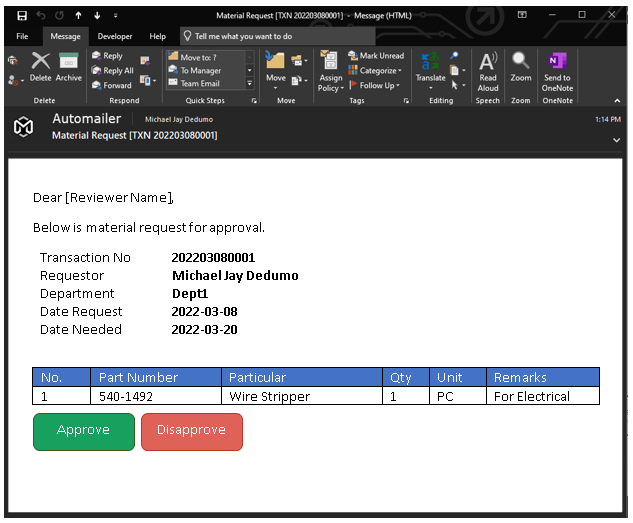 Material Request [TXN 202203080001] - Message (HTML)
File Message Developer Help Tell me what you want to do
Delete Archive
Reply
Reply All
Forward
Move to: ?
To Manager
Team Email
Move
Assign Policy
Mark Unread
Categorize
Follow Up
Translate
Read Aloud
Zoom
Send to OneNote
Delete Respond Quick Steps Move Tags Editing Speech Zoom OneNote
Automailer Michael Jay Dedumo 1:14 PM
Material Request [TXN 202203080001]
Dear [Reviewer Name],
Below is material request for approval.
Transaction No 202203080001
Requestor Michael Jay Dedumo
Department Dept1
Date Request 2022-03-08
Date Needed 2022-03-20
No. Part Number Particular Qty Unit Remarks
1 540-1492 Wire Stripper 1 PC For Electrical
Approve Disapprove